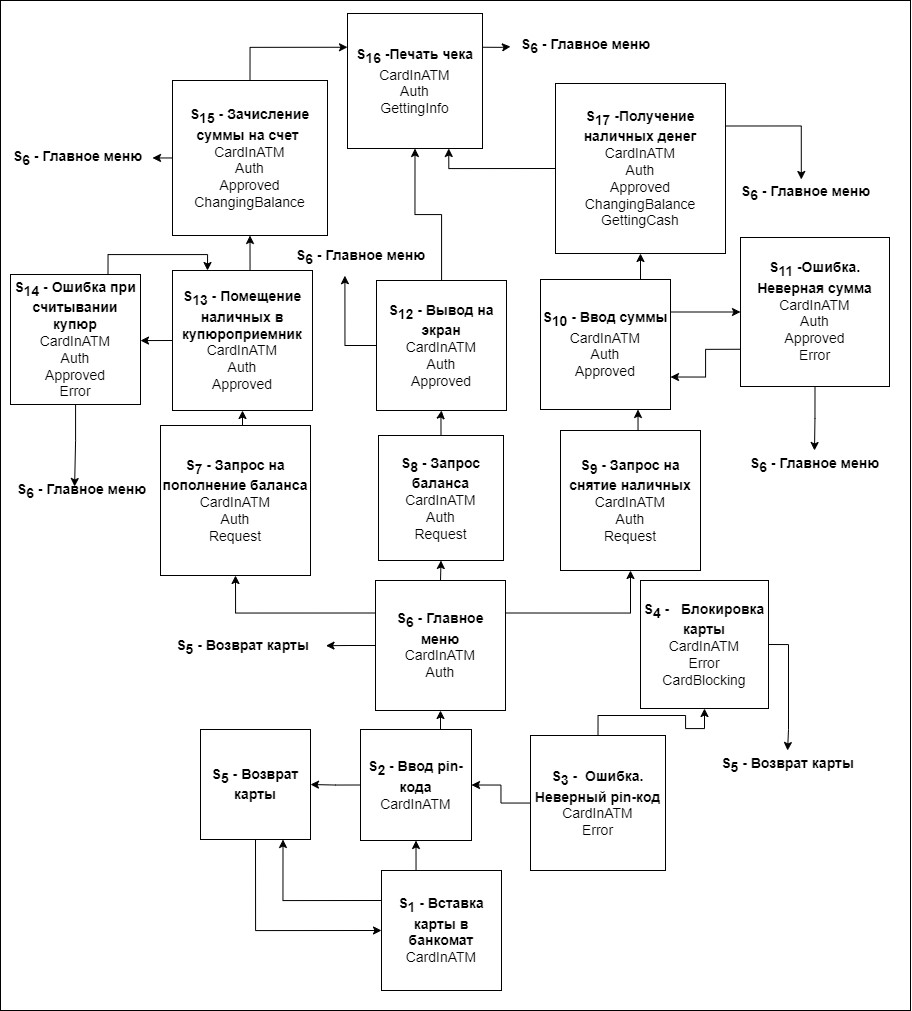 S16 -Печать чека
CardInATM
Auth
GettingInfo
S6 - Главное меню
S15 - Зачисление
суммы на счет
CardInATM
Auth
Approved
ChangingBalance
S6 - Главное меню
S17 -Получение
наличных денег
CardInATM
Auth
Approved
ChangingBalance
GettingCash
S6 - Главное меню
S6 - Главное меню
S14 - Ошибка при
считывании
купюр
CardInATM
Auth
Approved
Error
S13 - Помещение
наличных в
купюроприемник
CardInATM
Auth
Approved
S12 - Вывод на
экран
CardInATM
Auth
Approved
S10 - Ввод суммы
CardInATM
Auth
Approved
S11 -Ошибка.
Неверная сумма
CardInATM
Auth
Approved
Error
S6 - Главное меню
S6 - Главное меню
S7 - Запрос на
пополнение баланса
CardInATM
Auth
Request
S8 - Запрос
баланса
CardInATM
Auth
Request
S9 - Запрос на
снятие наличных
CardInATM
Auth
Request
S6 - Главное
меню
CardInATM
Auth
S5 - Возврат карты
S4 - Блокировка
карты
CardInATM
Error
CardBlocking
S5 - Возврат карты
S5 - Возврат
карты
S2 - Ввод pin-
кода
CardInATM
S3 - Ошибка.
Неверный pin-код
CardInATM
Error
S1 - Вставка
карты в
банкомат
CardInATM